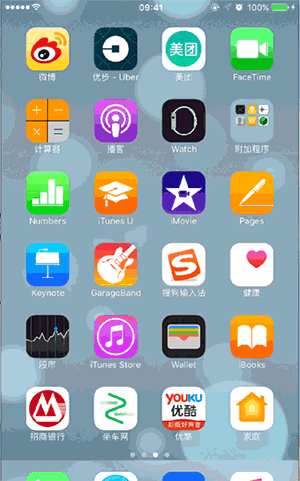 09:41
100%
美团
微博
优步 - Uber
美团
FaceTime
计算器
播客
Watch
附加程序
Numbers
iTunes U
iMovie
Pages
Keynote
GarageBand
搜狗输入法
健康
股市
iTunes Store
Wallet
iBooks
YOUKU
优酷
招商银行
坐车网
优酷
家庭